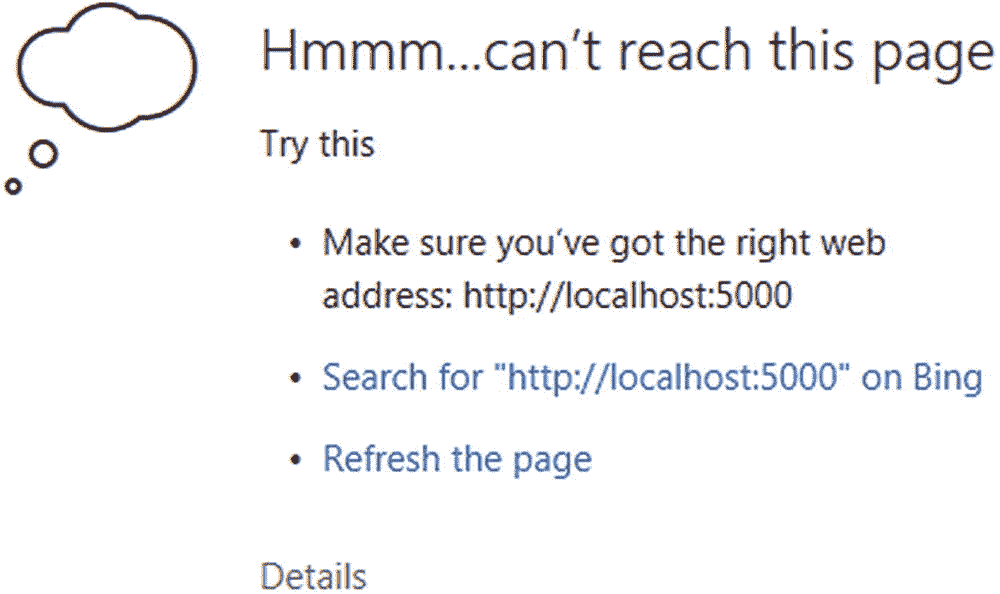 Hmmm...can't reach this page
Try this
• Make sure you've got the right web
address: http://localhost:5000
• Search for "http://localhost:5000" on Bing
• Refresh the page
Details